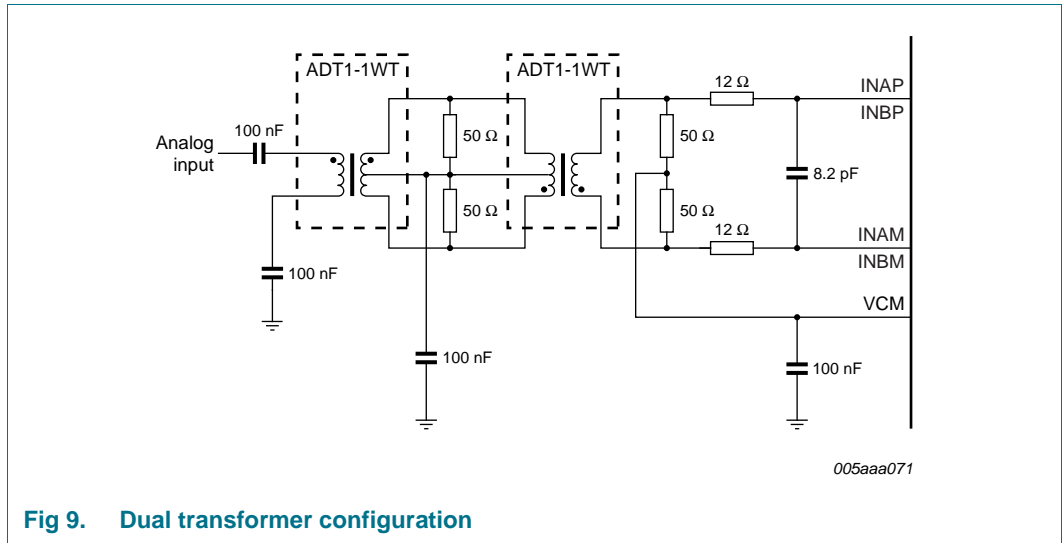 ADT1-1WT
ADT1-1WT
12 Ω
INAP
INBP
Analog
input
100 nF
50 Ω
50 Ω
8.2 pF
50 Ω
50 Ω
12 Ω
INAM
INBM
100 nF
VCM
100 nF
100 nF
005aaa071
Fig 9. Dual transformer configuration